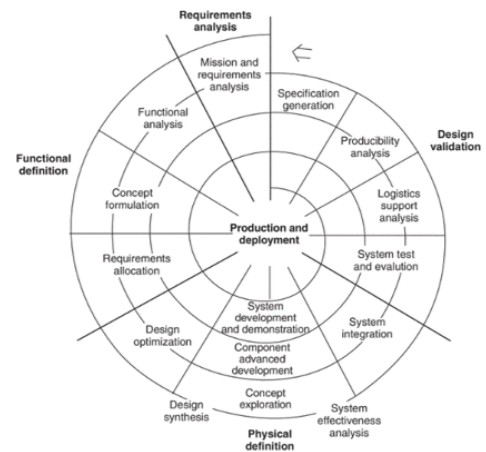 Requirements
analysis
Mission and
requirements
analysis
Specification
generation
Functional
analysis
Producibility
analysis
Design
validation
Functional
definition
Concept
formulation
Logistics
support
analysis
Production and
deployment
Requirements
allocation
System test
and evalution
System
development
and demonstration
System
integration
Design
optimization
Component
advanced
development
Concept
exploration
Design
synthesis
System
effectiveness
analysis
Physical
definition